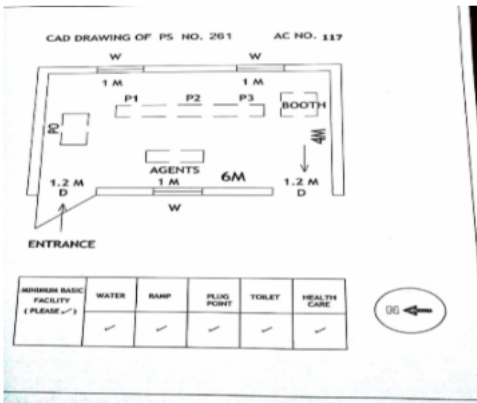 CAD DRAWING OF PS NO. 261 AC NO. 117
W W
1 M 1 M
P1 P2 P3
BOOTH
PO
4M
AGENTS
1.2 M 1 M 6M 1.2 M
D D
W
ENTRANCE
MINIMUM BASIC FACILITY (PLEASE ✓) WATER RAMP PLUG POINT TOILET HEALTH CARE
✓ ✓ ✓ ✓ ✓
N